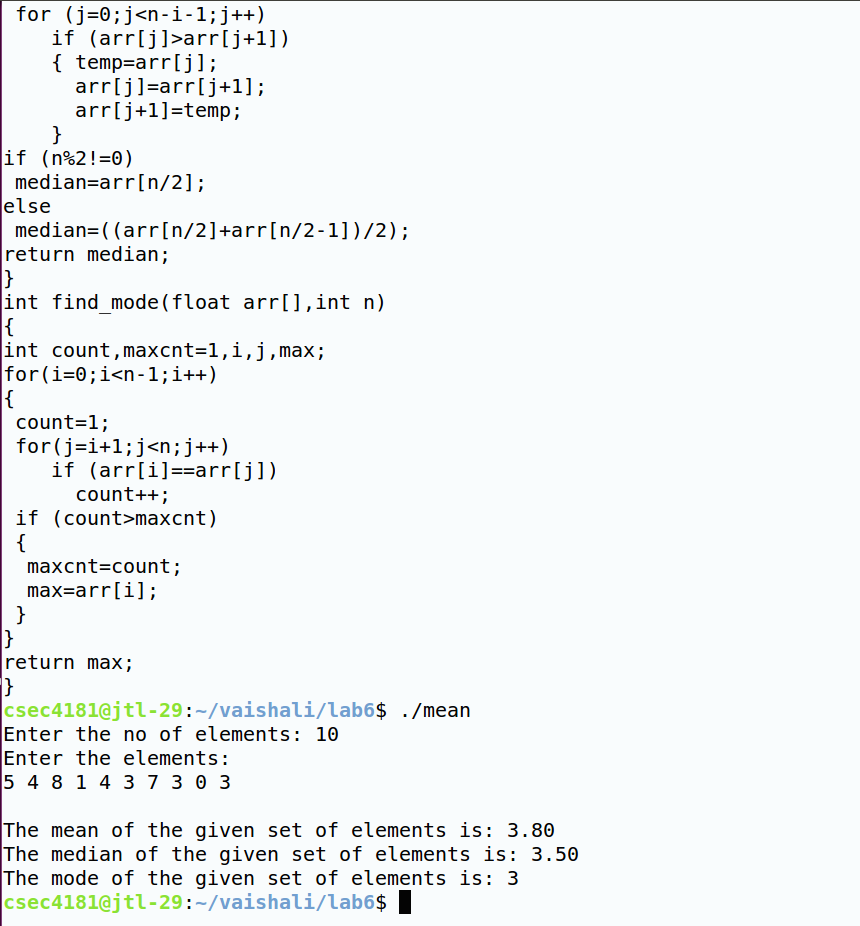 for (j=0;j<n-i-1;j++)
    if (arr[j]>arr[j+1])
    { temp=arr[j];
      arr[j]=arr[j+1];
      arr[j+1]=temp;
    }
if (n%2!=0)
 median=arr[n/2];
else
 median=((arr[n/2]+arr[n/2-1])/2);
return median;
}
int find_mode(float arr[],int n)
{
int count,maxcnt=1,i,j,max;
for(i=0;i<n-1;i++)
{
 count=1;
 for(j=i+1;j<n;j++)
    if (arr[i]==arr[j])
      count++;
 if (count>maxcnt)
 {
  maxcnt=count;
  max=arr[i];
 }
}
return max;
}
csec4181@jtl-29:~/vaishali/lab6$ ./mean
Enter the no of elements: 10
Enter the elements:
5 4 8 1 4 3 7 3 0 3

The mean of the given set of elements is: 3.80
The median of the given set of elements is: 3.50
The mode of the given set of elements is: 3
csec4181@jtl-29:~/vaishali/lab6$